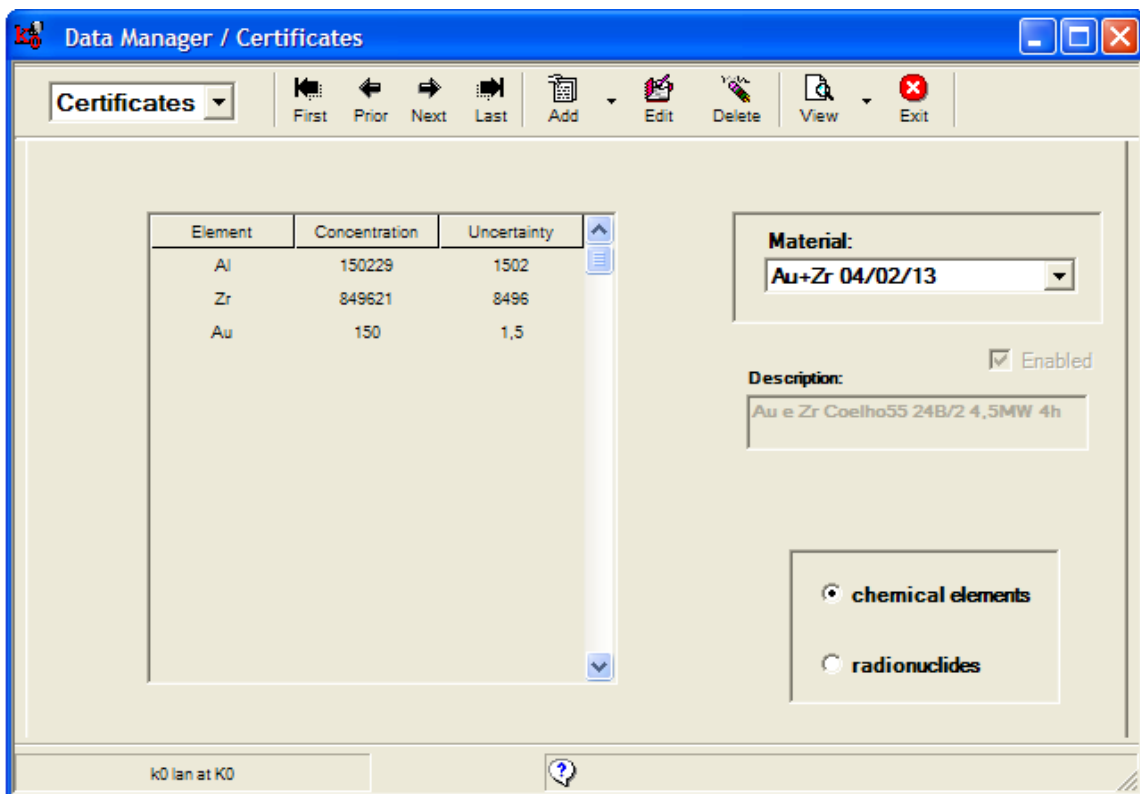 k0 Data Manager / Certificates
Certificates
First Prior Next Last Add Edit Delete View Exit
Element Concentration Uncertainty
Al 150229 1502
Zr 849621 8496
Au 150 1,5
Material:
Au+Zr 04/02/13
Enabled
Description:
Au e Zr Coelho55 24B/2 4,5MW 4h
chemical elements
radionuclides
k0 lan at K0